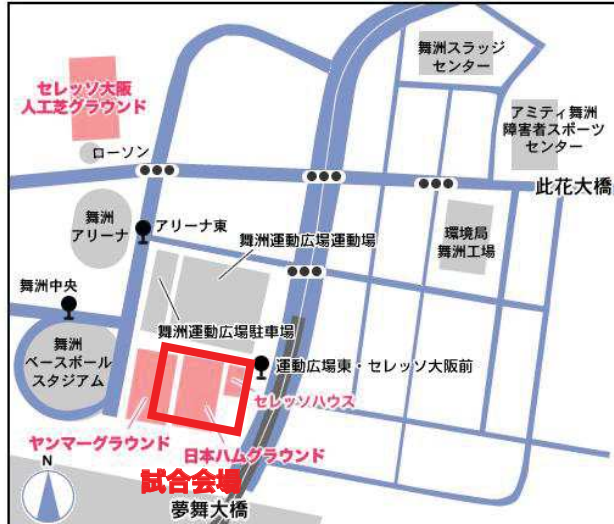 舞洲スラッジ
センター
セレッソ大阪
人工芝グラウンド
アミティ舞洲
障害者スポーツ
センター
ローソン
此花大橋
舞洲
アリーナ
アリーナ東
舞洲運動広場運動場
環境局
舞洲工場
舞洲中央
舞洲運動広場駐車場
舞洲
ベースボール
スタジアム
運動広場東・セレッソ大阪前
セレッソハウス
ヤンマーグラウンド
日本ハムグラウンド
N
試合会場
夢舞大橋